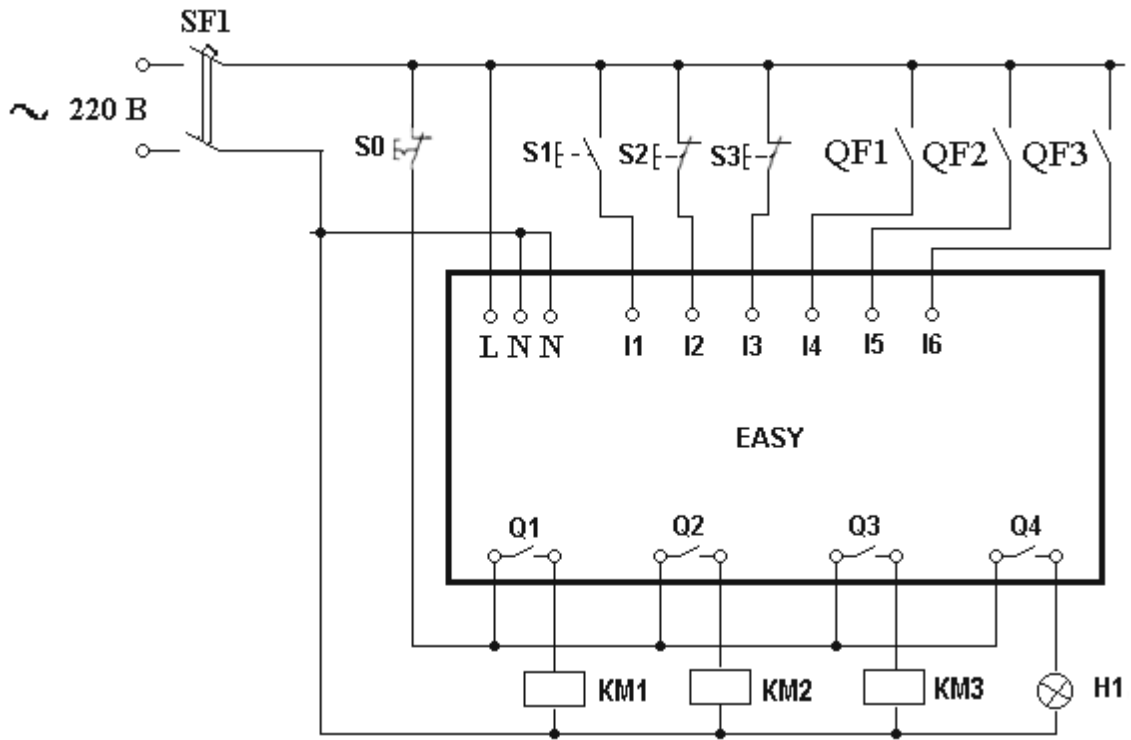 SF1
~ 220 В
S0 S1 S2 S3 QF1 QF2 QF3
L N N I1 I2 I3 I4 I5 I6
EASY
Q1 Q2 Q3 Q4
KM1 KM2 KM3 H1